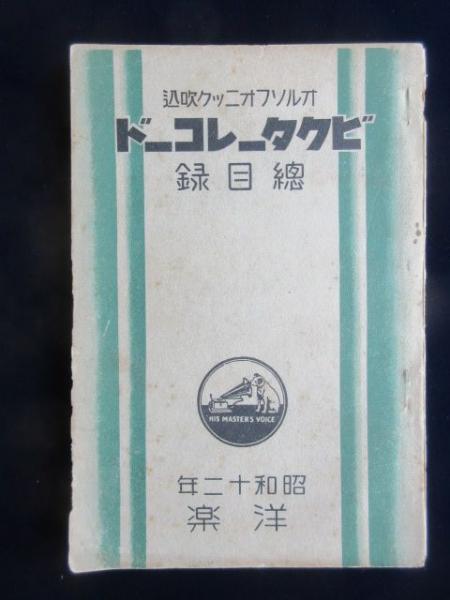 オルソフオニック吹込
ビクターレコード
總目録
HIS MASTER'S VOICE
昭和十二年
洋楽